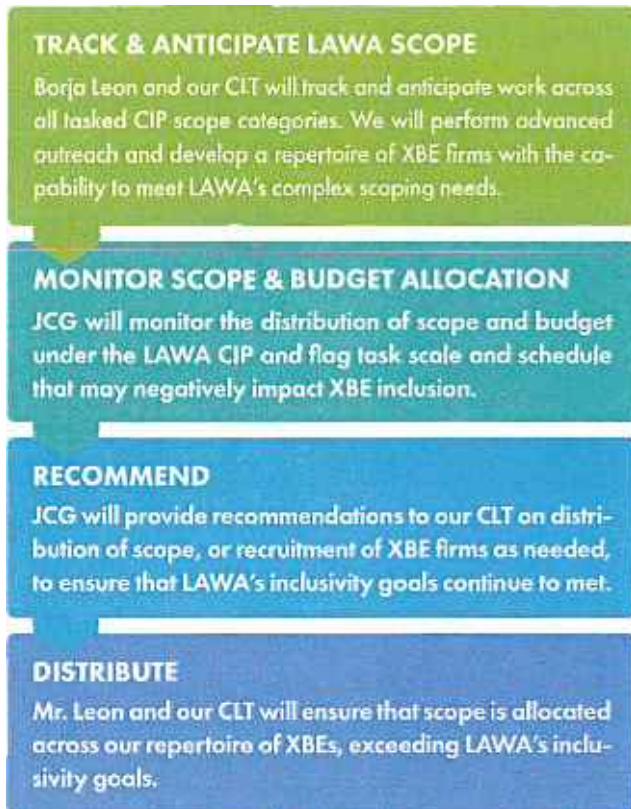 TRACK & ANTICIPATE LAWA SCOPE
Borja Leon and our CLT will track and anticipate work across
all tasked CIP scope categories. We will perform advanced
outreach and develop a repertoire of XBE firms with the ca-
pability to meet LAWA's complex scoping needs.
MONITOR SCOPE & BUDGET ALLOCATION
JCG will monitor the distribution of scope and budget
under the LAWA CIP and flag task scale and schedule
that may negatively impact XBE inclusion.
RECOMMEND
JCG will provide recommendations to our CLT on distri-
bution of scope, or recruitment of XBE firms as needed,
to ensure that LAWA's inclusivity goals continue to met.
DISTRIBUTE
Mr. Leon and our CLT will ensure that scope is allocated
across our repertoire of XBEs, exceeding LAWA's inclu-
sivity goals.